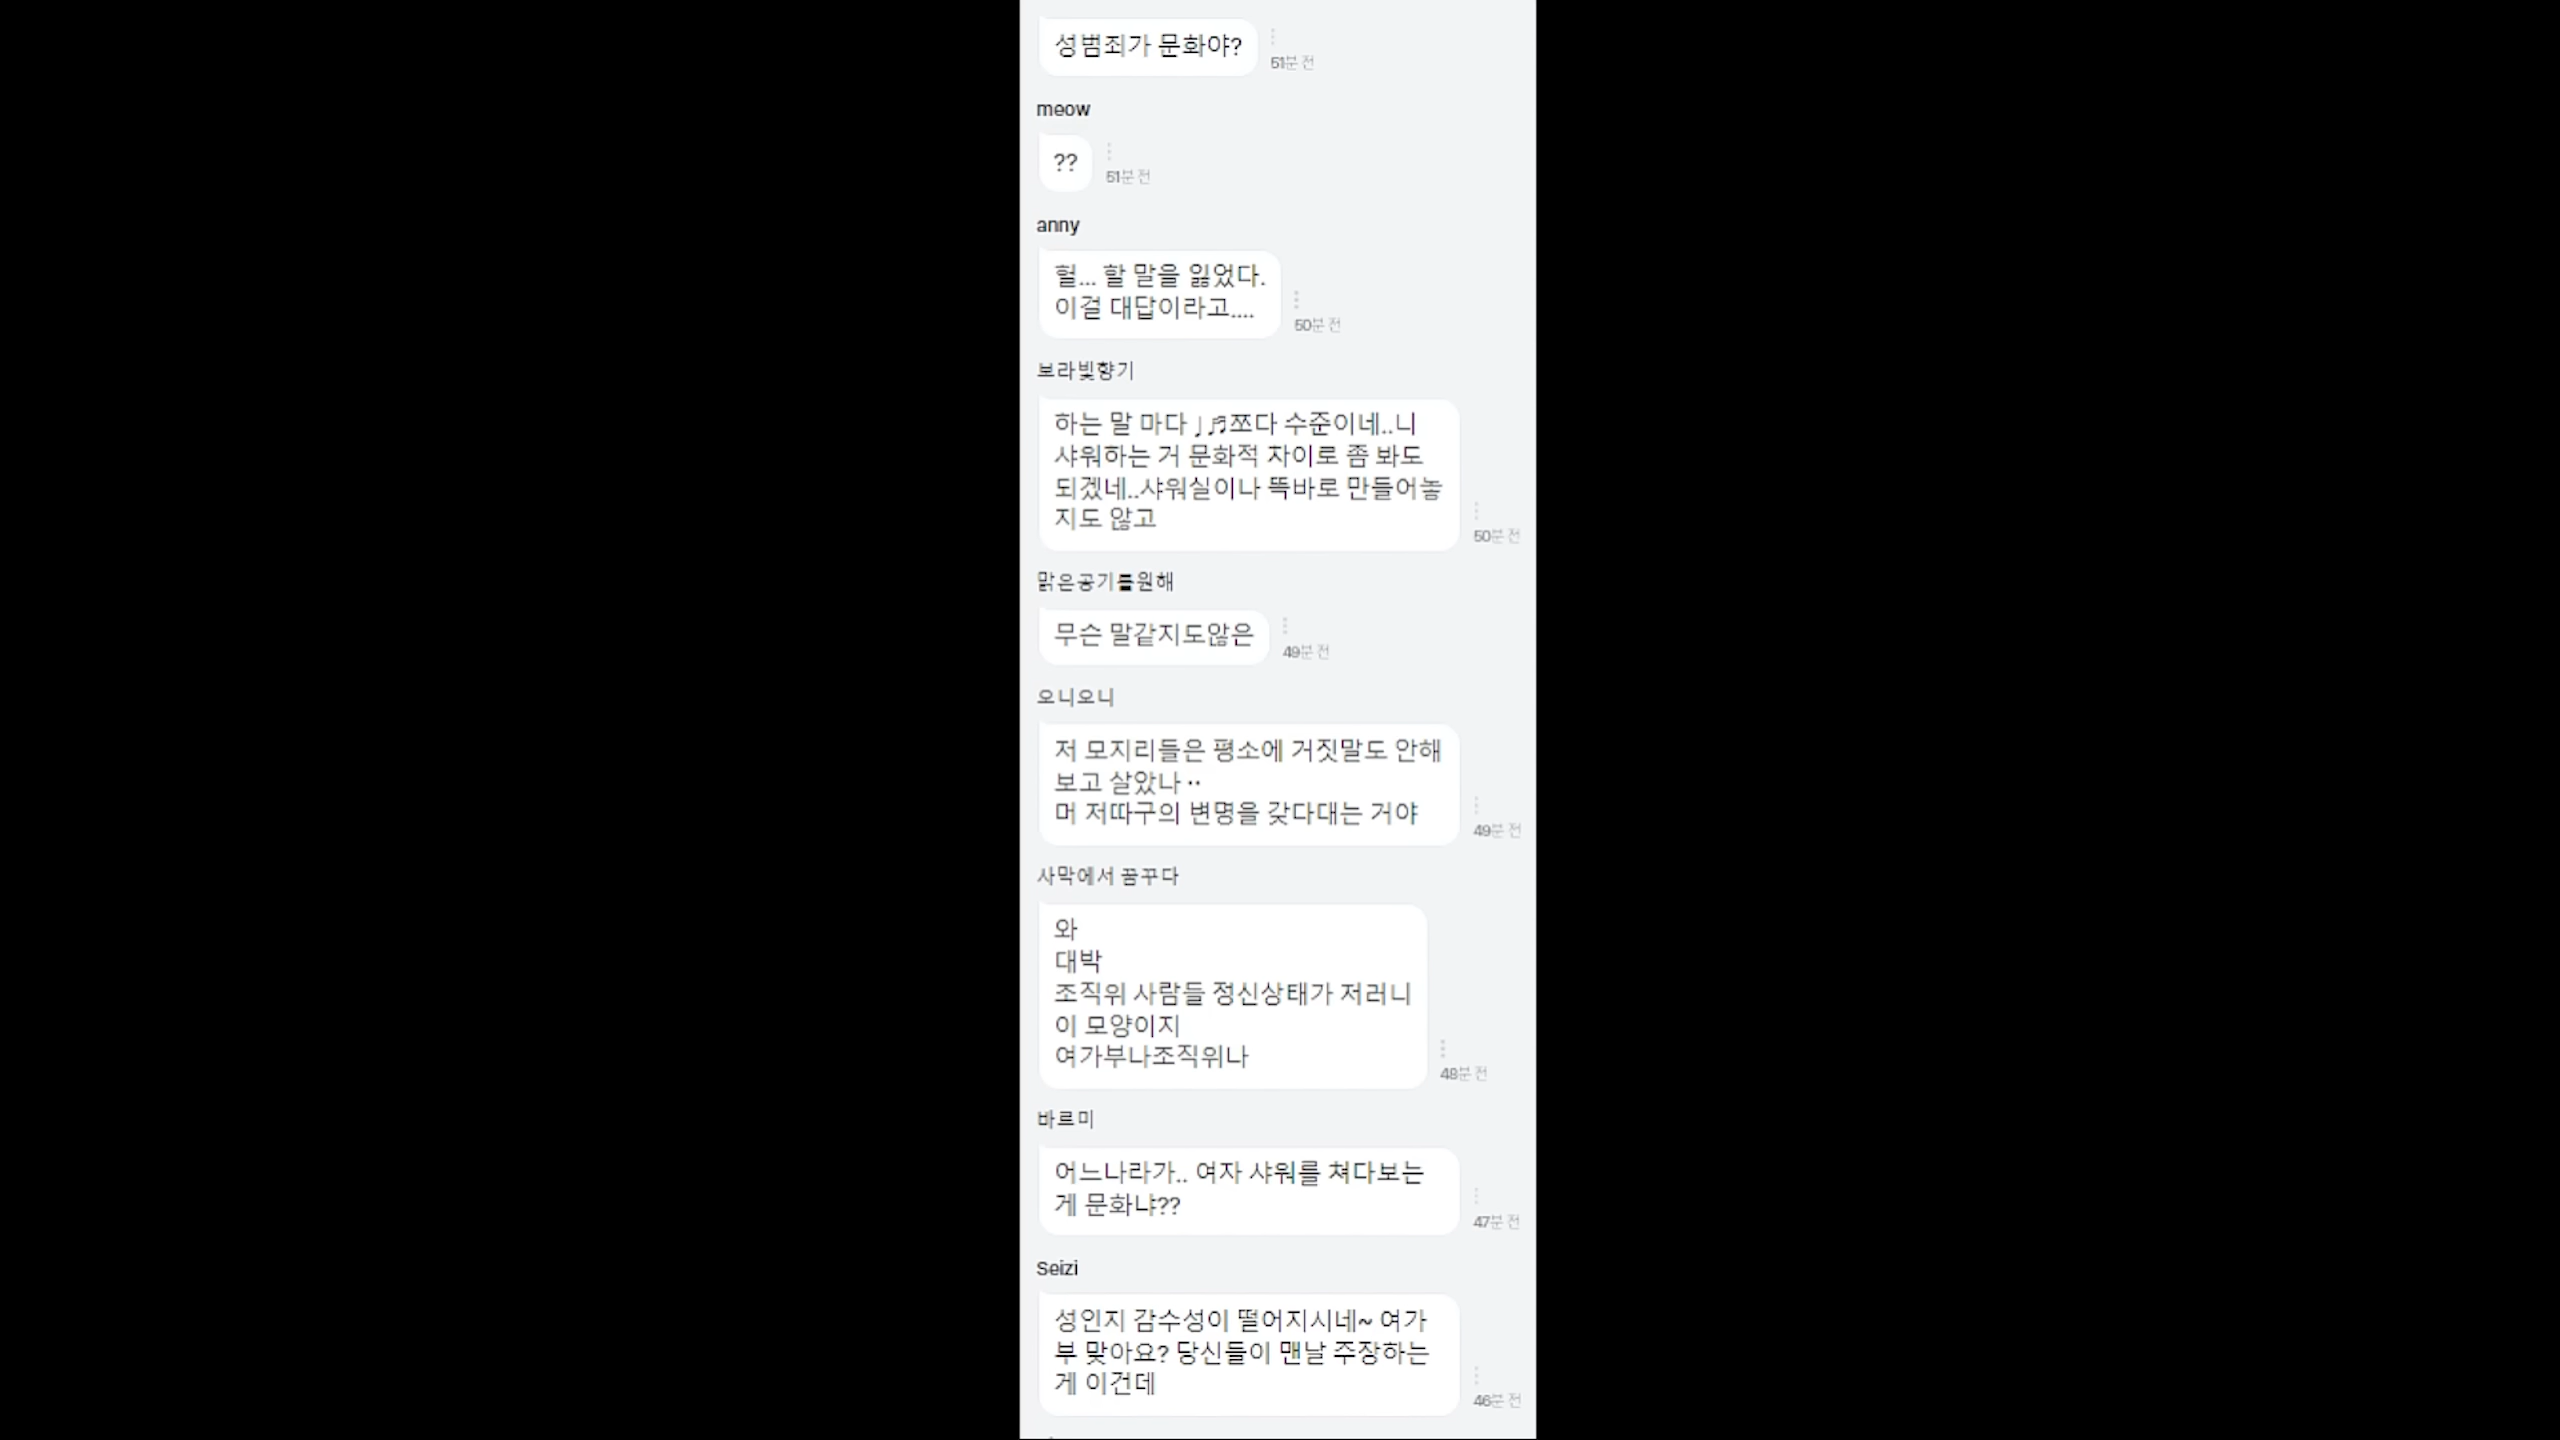 성범죄가 문화야?
51분 전
meow
??
51분 전
anny
헐... 할 말을 잃었다.
이걸 대답이라고....
50분 전
브라빛향기
하는 말 마다 ♩♬쪼다 수준이네..니
샤워하는 거 문화적 차이로 좀 봐도
되겠네..샤워실이나 똑바로 만들어놓
지도 않고
50분 전
맑은공기를원해
무슨 말같지도않은
49분 전
오니오니
저 모지리들은 평소에 거짓말도 안해
보고 살았나··
머 저따구의 변명을 갖다대는 거야
49분 전
사막에서 꿈꾸다
와
대박
조직위 사람들 정신상태가 저러니
이 모양이지
여가부나조직위나
48분 전
바르미
어느나라가.. 여자 샤워를 쳐다보는
게 문화냐??
47분 전
Seizi
성인지 감수성이 떨어지시네~ 여가
부 맞아요? 당신들이 맨날 주장하는
게 이건데
46분 전